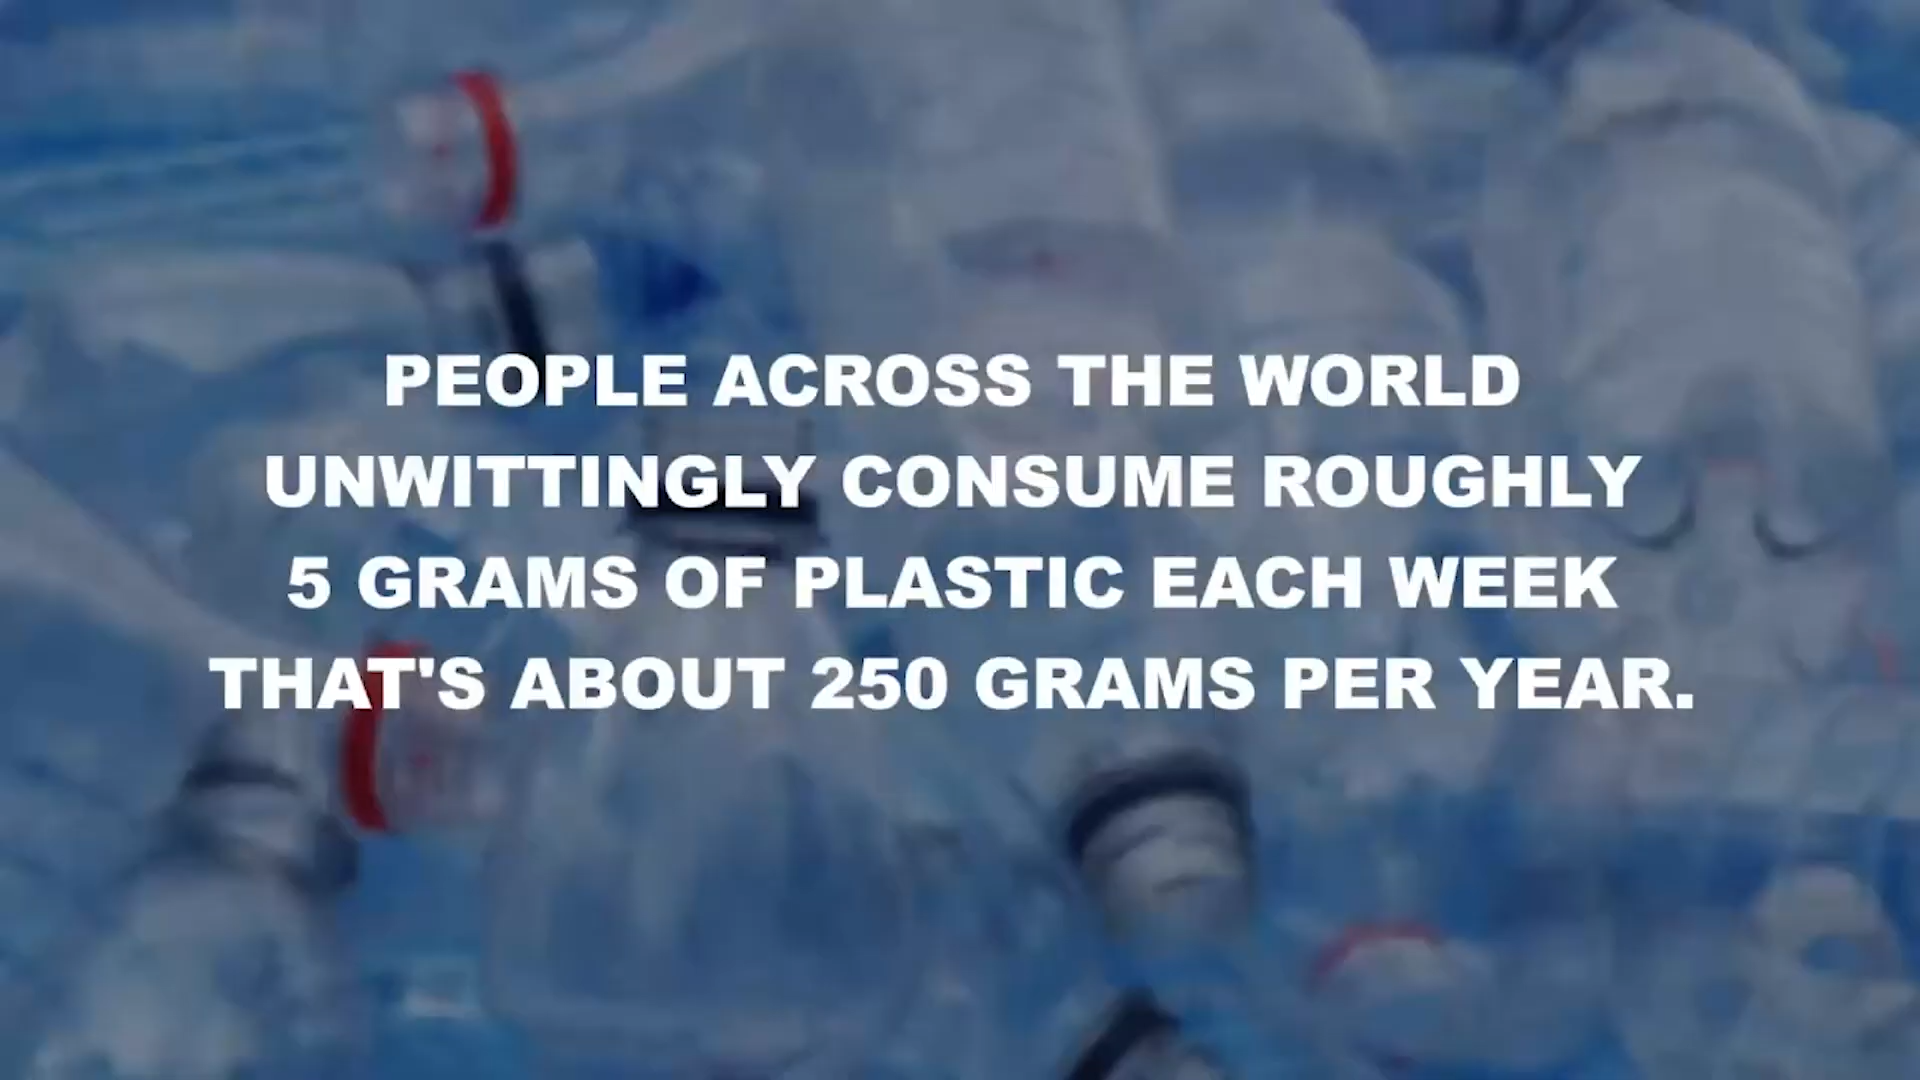 PEOPLE ACROSS THE WORLD
UNWITTINGLY CONSUME ROUGHLY
5 GRAMS OF PLASTIC EACH WEEK
THAT'S ABOUT 250 GRAMS PER YEAR.